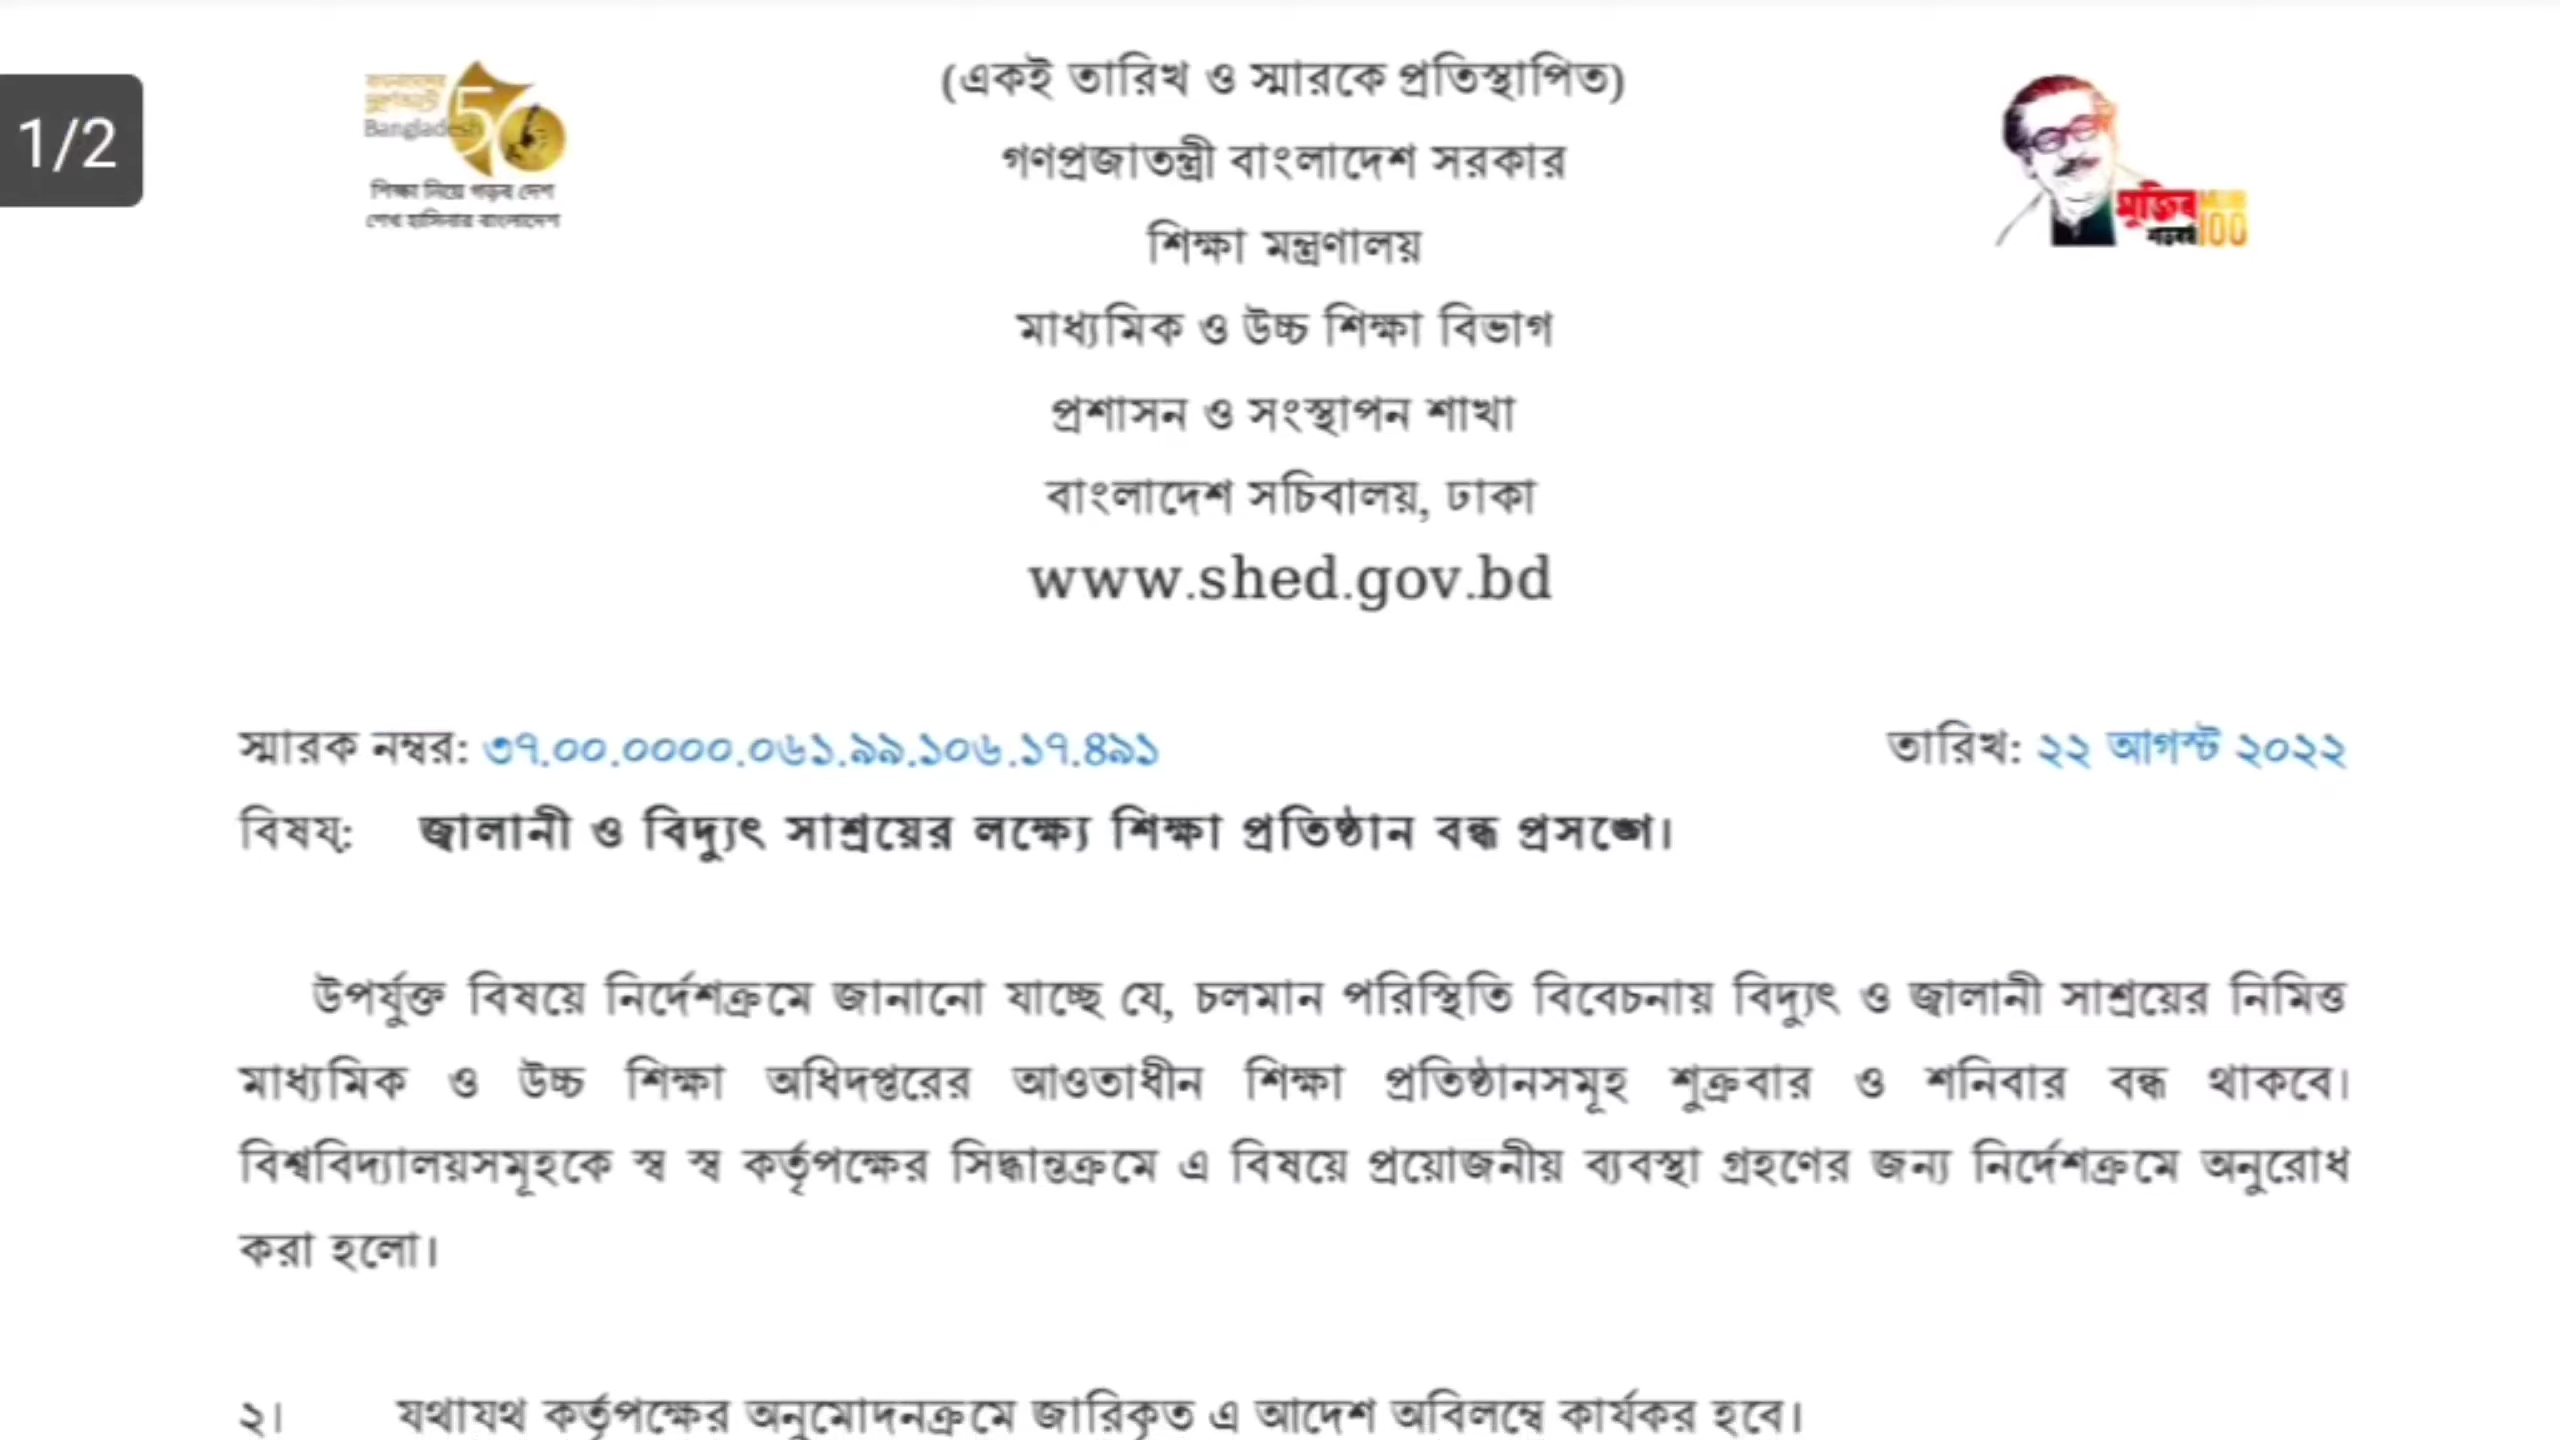 1/2
Bangladesh 50
শিক্ষা নিয়ে গড়ব দেশ
শেখ হাসিনার বাংলাদেশ
(একই তারিখ ও স্মারকে প্রতিস্থাপিত)
গণপ্রজাতন্ত্রী বাংলাদেশ সরকার
শিক্ষা মন্ত্রণালয়
মাধ্যমিক ও উচ্চ শিক্ষা বিভাগ
প্রশাসন ও সংস্থাপন শাখা
বাংলাদেশ সচিবালয়, ঢাকা
www.shed.gov.bd
মুজিব
100
স্মারক নম্বর: ৩৭.০০.০০০০.০৬১.৯৯.১০৬.১৭.৪৯১
তারিখ: ২২ আগস্ট ২০২২
বিষয়: জ্বালানী ও বিদ্যুৎ সাশ্রয়ের লক্ষ্যে শিক্ষা প্রতিষ্ঠান বন্ধ প্রসঙ্গে।
উপর্যুক্ত বিষয়ে নির্দেশক্রমে জানানো যাচ্ছে যে, চলমান পরিস্থিতি বিবেচনায় বিদ্যুৎ ও জ্বালানী সাশ্রয়ের নিমিত্ত
মাধ্যমিক ও উচ্চ শিক্ষা অধিদপ্তরের আওতাধীন শিক্ষা প্রতিষ্ঠানসমূহ শুক্রবার ও শনিবার বন্ধ থাকবে।
বিশ্ববিদ্যালয়সমূহকে স্ব স্ব কর্তৃপক্ষের সিদ্ধান্তক্রমে এ বিষয়ে প্রয়োজনীয় ব্যবস্থা গ্রহণের জন্য নির্দেশক্রমে অনুরোধ
করা হলো।
২। যথাযথ কর্তৃপক্ষের অনুমোদনক্রমে জারিকৃত এ আদেশ অবিলম্বে কার্যকর হবে।